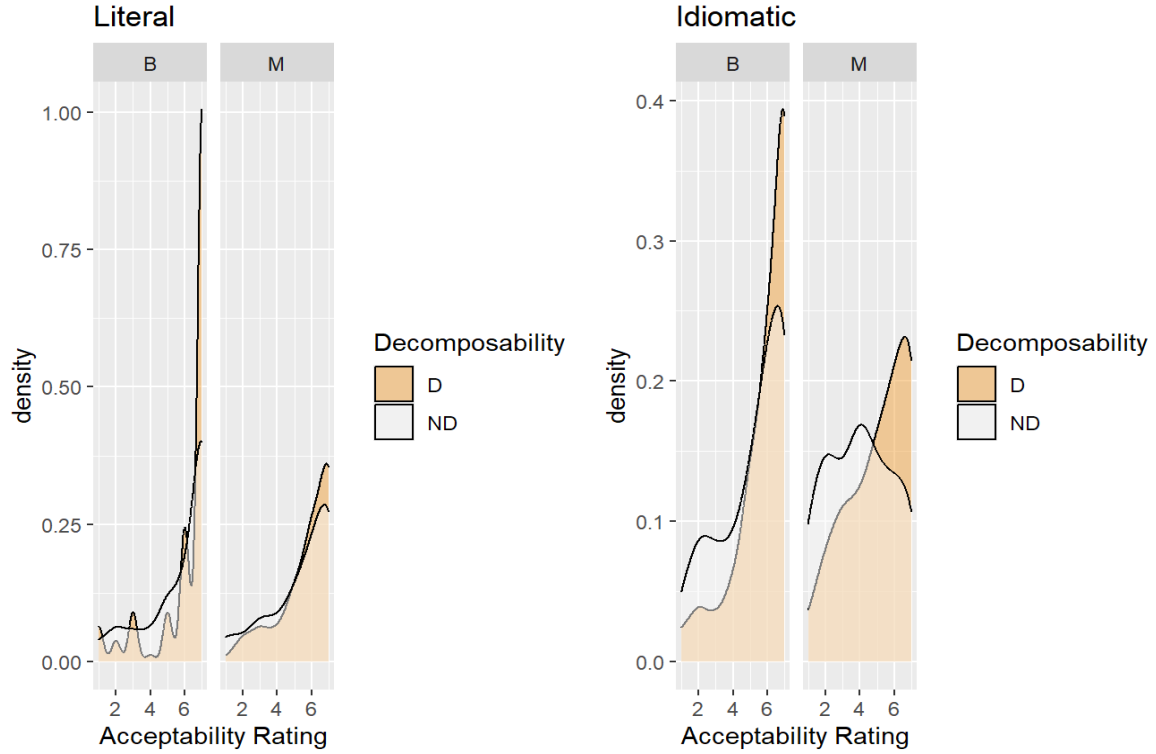 Literal
B M
1.00
0.75
0.50
0.25
0.00
density
2 4 6 2 4 6
Acceptability Rating
Decomposability
D
ND
Idiomatic
B M
0.4
0.3
0.2
0.1
0.0
density
2 4 6 2 4 6
Acceptability Rating
Decomposability
D
ND